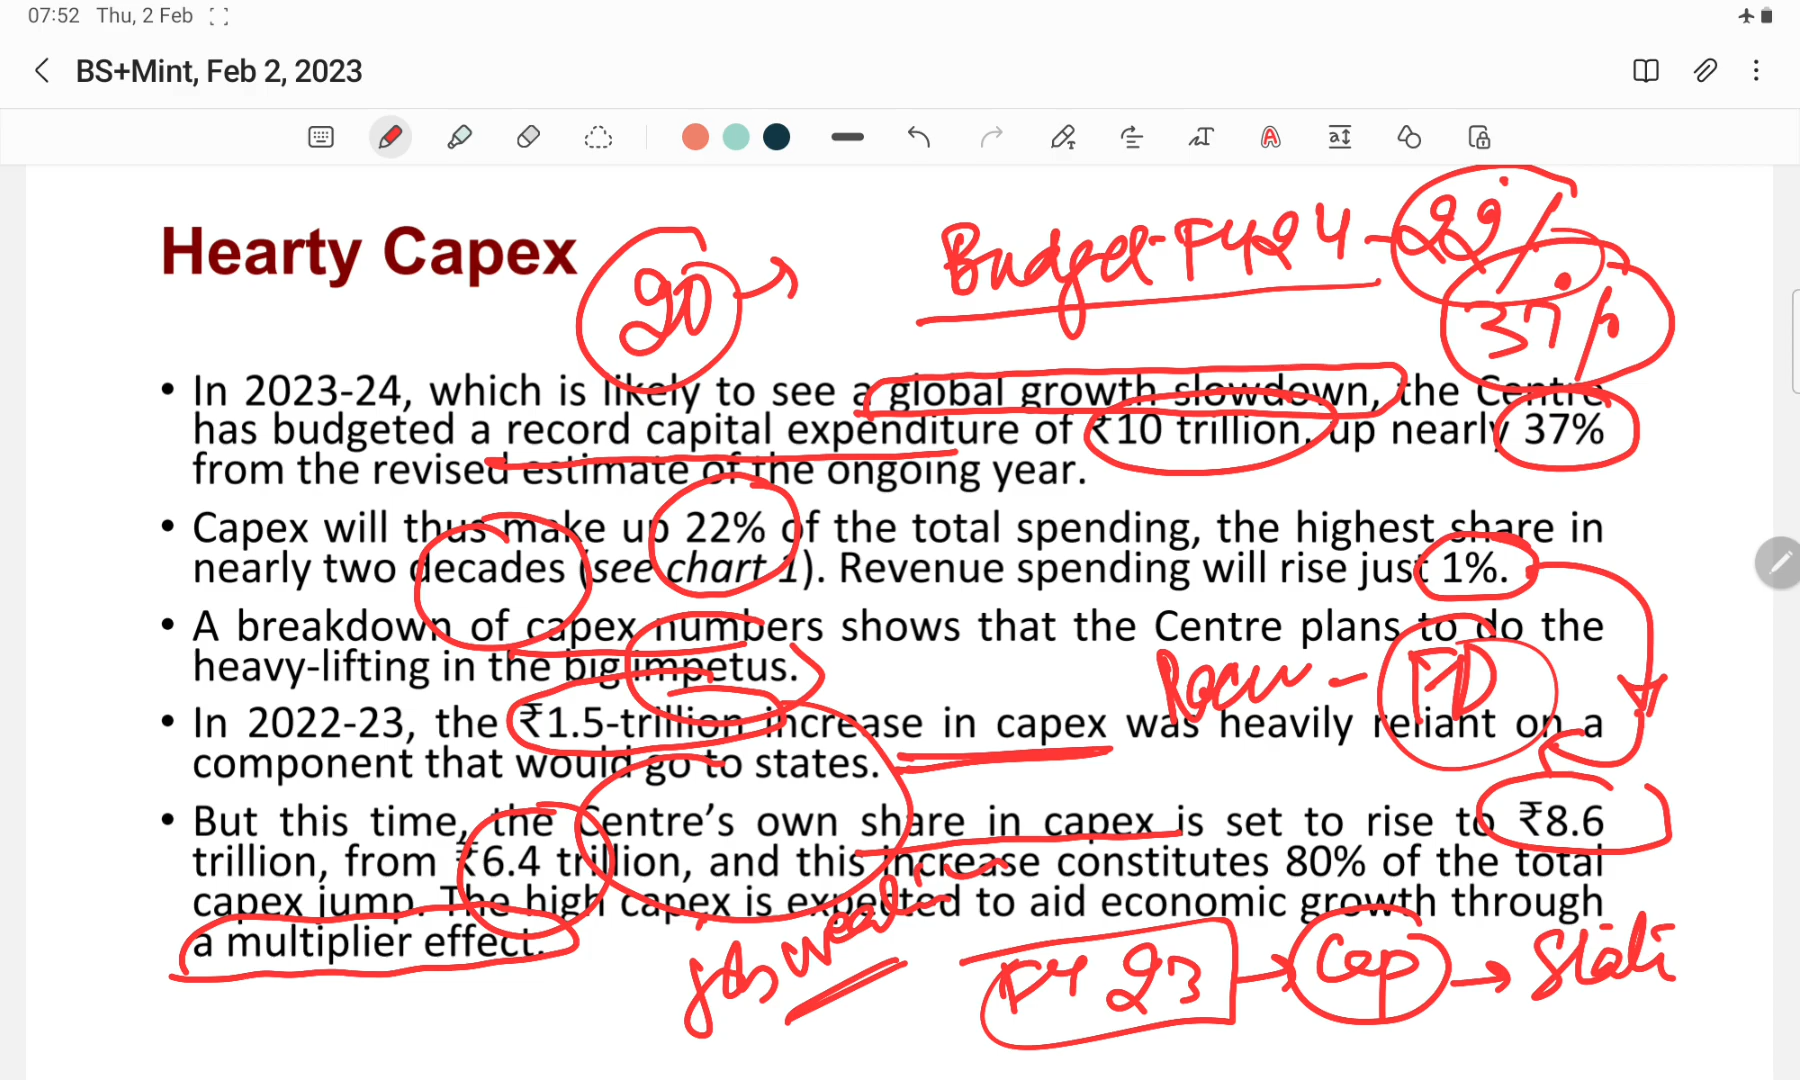 07:52 Thu, 2 Feb
BS+Mint, Feb 2, 2023
Hearty Capex
20
Budget-FY24-22%
37%
• In 2023-24, which is likely to see a global growth slowdown, the Centre
has budgeted a record capital expenditure of ₹10 trillion, up nearly 37%
from the revised estimate of the ongoing year.
• Capex will thus make up 22% of the total spending, the highest share in
nearly two decades (see chart 1). Revenue spending will rise just 1%.
• A breakdown of capex numbers shows that the Centre plans to do the
heavy-lifting in the big impetus.
• In 2022-23, the ₹1.5-trillion increase in capex was heavily reliant on a
component that would go to states.
• But this time, the Centre's own share in capex is set to rise to ₹8.6
trillion, from ₹6.4 trillion, and this increase constitutes 80% of the total
capex jump. The high capex is expected to aid economic growth through
a multiplier effect.
FY 23 Cap